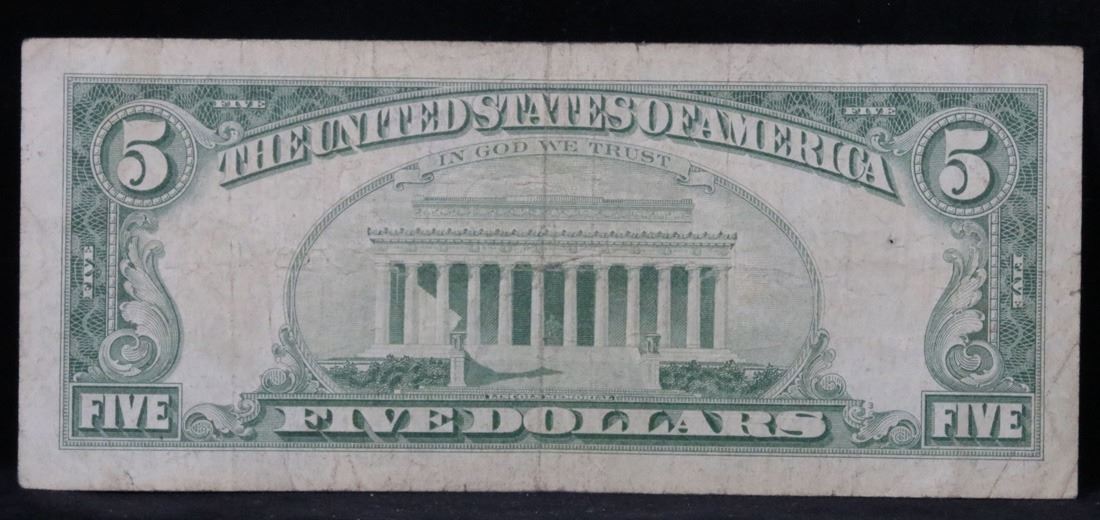 FIVE FIVE
5 THE UNITED STATES OF AMERICA 5
IN GOD WE TRUST
FIVE FIVE
FIVE FIVE DOLLARS FIVE